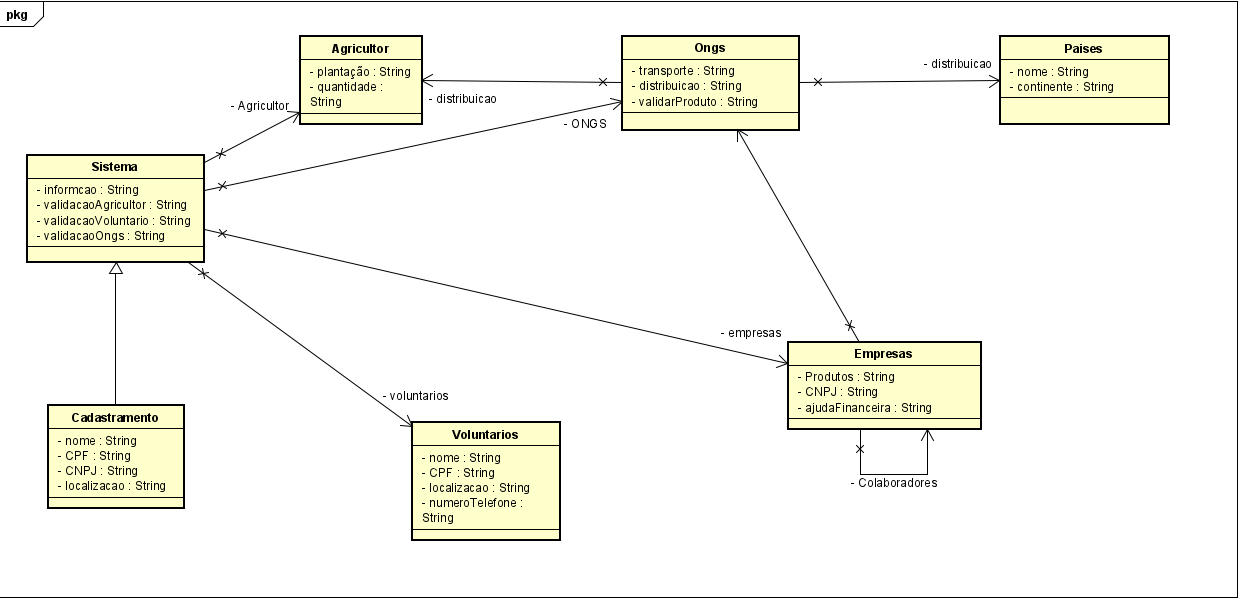 pkg
Agricultor
- plantação : String
- quantidade :
String
Ongs
- transporte : String
- distribuicao : String
- validarProduto : String
Paises
- nome : String
- continente : String
- distribuicao
- distribuicao
- Agricultor
- ONGS
Sistema
- informcao : String
- validacaoAgricultor : String
- validacaoVoluntario : String
- validacaoOngs : String
- empresas
Empresas
- Produtos : String
- CNPJ : String
- ajudaFinanceira : String
- Colaboradores
- voluntarios
Cadastramento
- nome : String
- CPF : String
- CNPJ : String
- localizacao : String
Voluntarios
- nome : String
- CPF : String
- localizacao : String
- numeroTelefone :
String